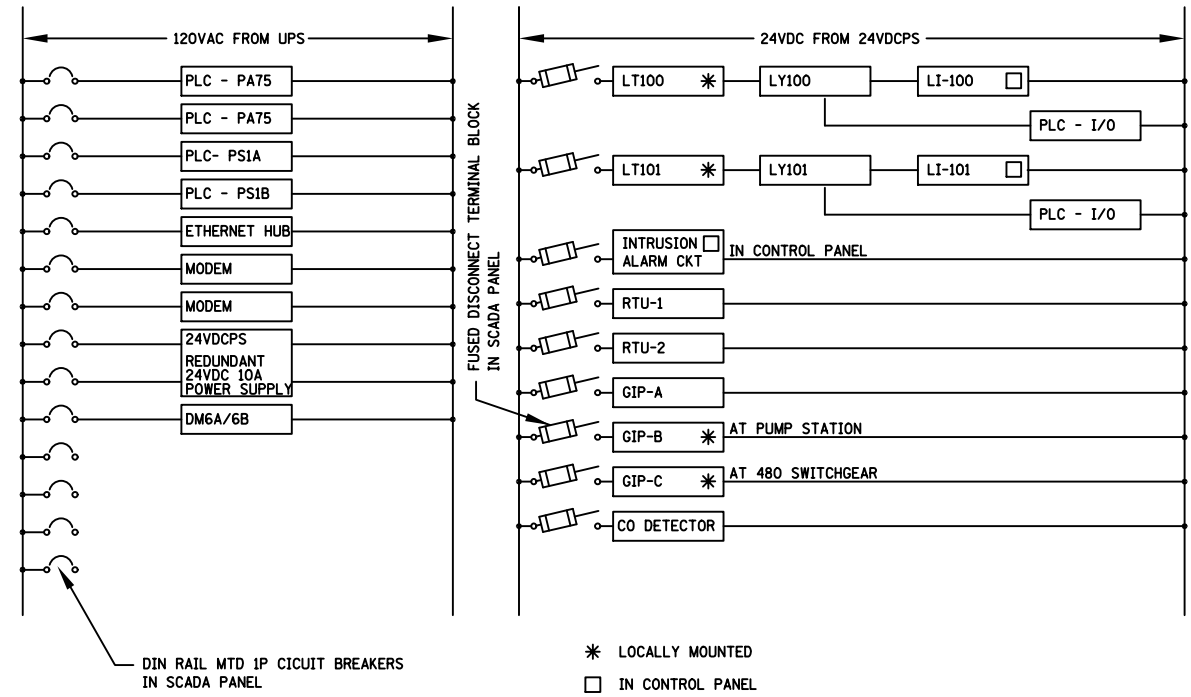 120VAC FROM UPS
PLC - PA75
PLC - PA75
PLC- PS1A
PLC - PS1B
ETHERNET HUB
MODEM
MODEM
24VDCPS
REDUNDANT
24VDC 10A
POWER SUPPLY
DM6A/6B
DIN RAIL MTD 1P CICUIT BREAKERS
IN SCADA PANEL
FUSED DISCONNECT TERMINAL BLOCK
IN SCADA PANEL
24VDC FROM 24VDCPS
LT100
LY100
LI-100
PLC - I/O
LT101
LY101
LI-101
PLC - I/O
INTRUSION
ALARM CKT
IN CONTROL PANEL
RTU-1
RTU-2
GIP-A
GIP-B
AT PUMP STATION
GIP-C
AT 480 SWITCHGEAR
CO DETECTOR
LOCALLY MOUNTED
IN CONTROL PANEL